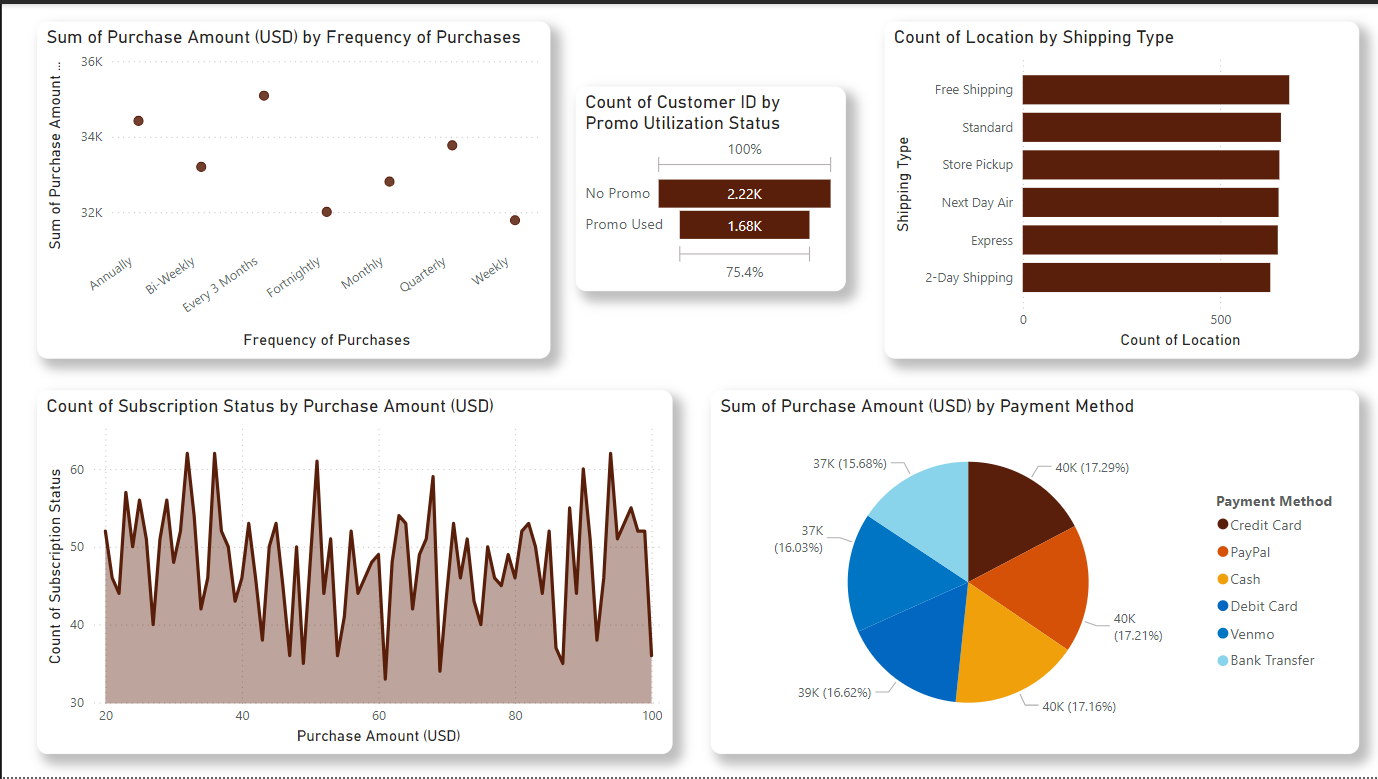 Sum of Purchase Amount (USD) by Frequency of Purchases
Sum of Purchase Amount ...
36K
34K
32K
Annually
Bi-Weekly
Every 3 Months
Fortnightly
Monthly
Quarterly
Weekly
Frequency of Purchases
Count of Customer ID by
Promo Utilization Status
100%
No Promo
2.22K
Promo Used
1.68K
75.4%
Count of Location by Shipping Type
Shipping Type
Free Shipping
Standard
Store Pickup
Next Day Air
Express
2-Day Shipping
0
500
Count of Location
Count of Subscription Status by Purchase Amount (USD)
Count of Subscription Status
60
50
40
30
20
40
60
80
100
Purchase Amount (USD)
Sum of Purchase Amount (USD) by Payment Method
37K (15.68%)
40K (17.29%)
37K
(16.03%)
40K
(17.21%)
39K (16.62%)
40K (17.16%)
Payment Method
Credit Card
PayPal
Cash
Debit Card
Venmo
Bank Transfer